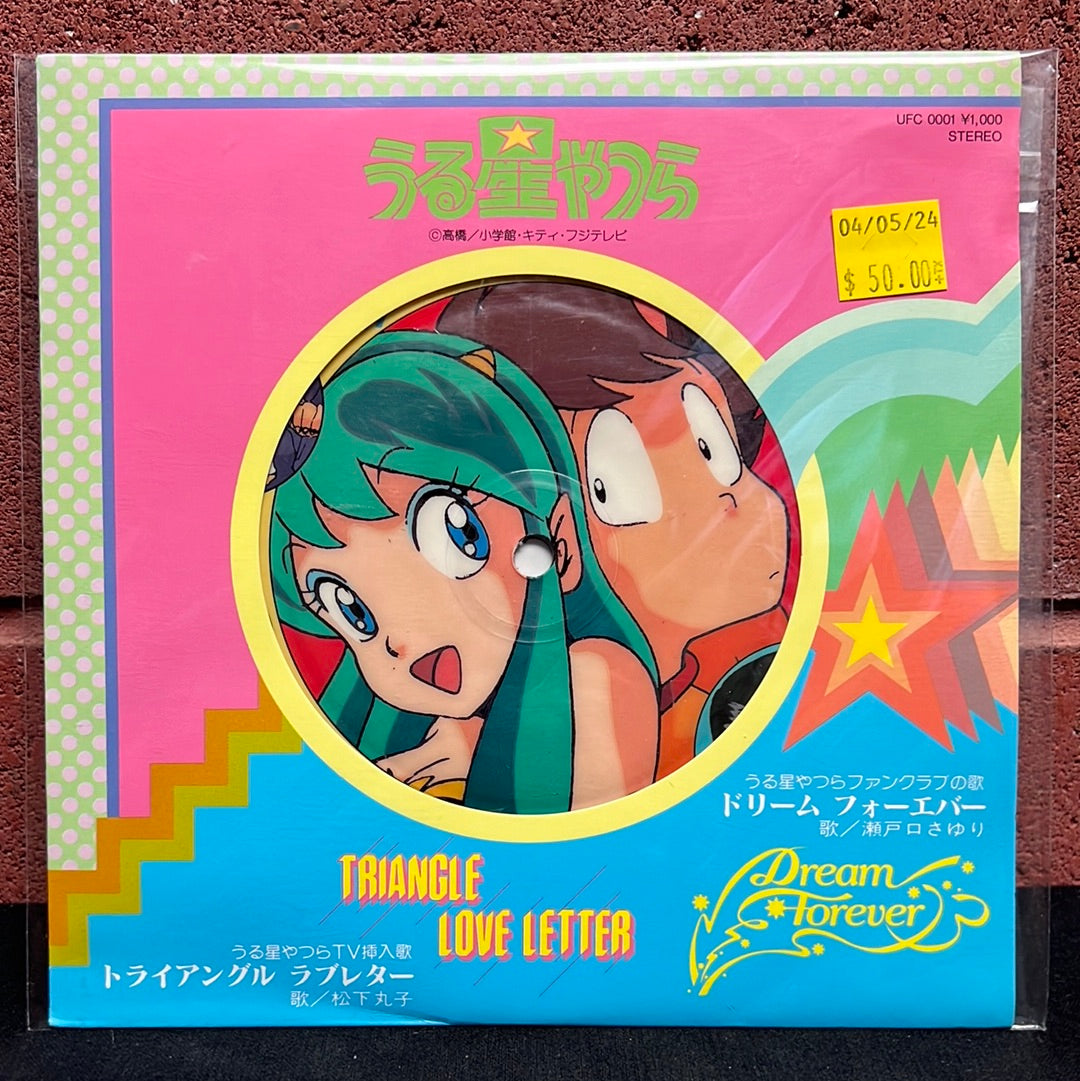 UFC 0001 ¥1,000
STEREO
うる星やつら
©高橋/小学館・キティ・フジテレビ
04/05/24
$ 50.00
うる星やつらファンクラブの歌
ドリーム フォーエバー
歌/瀬戸口さゆり
Dream
Forever
TRIANGLE
LOVE LETTER
うる星やつらTV挿入歌
トライアングル ラブレター
歌/松下丸子